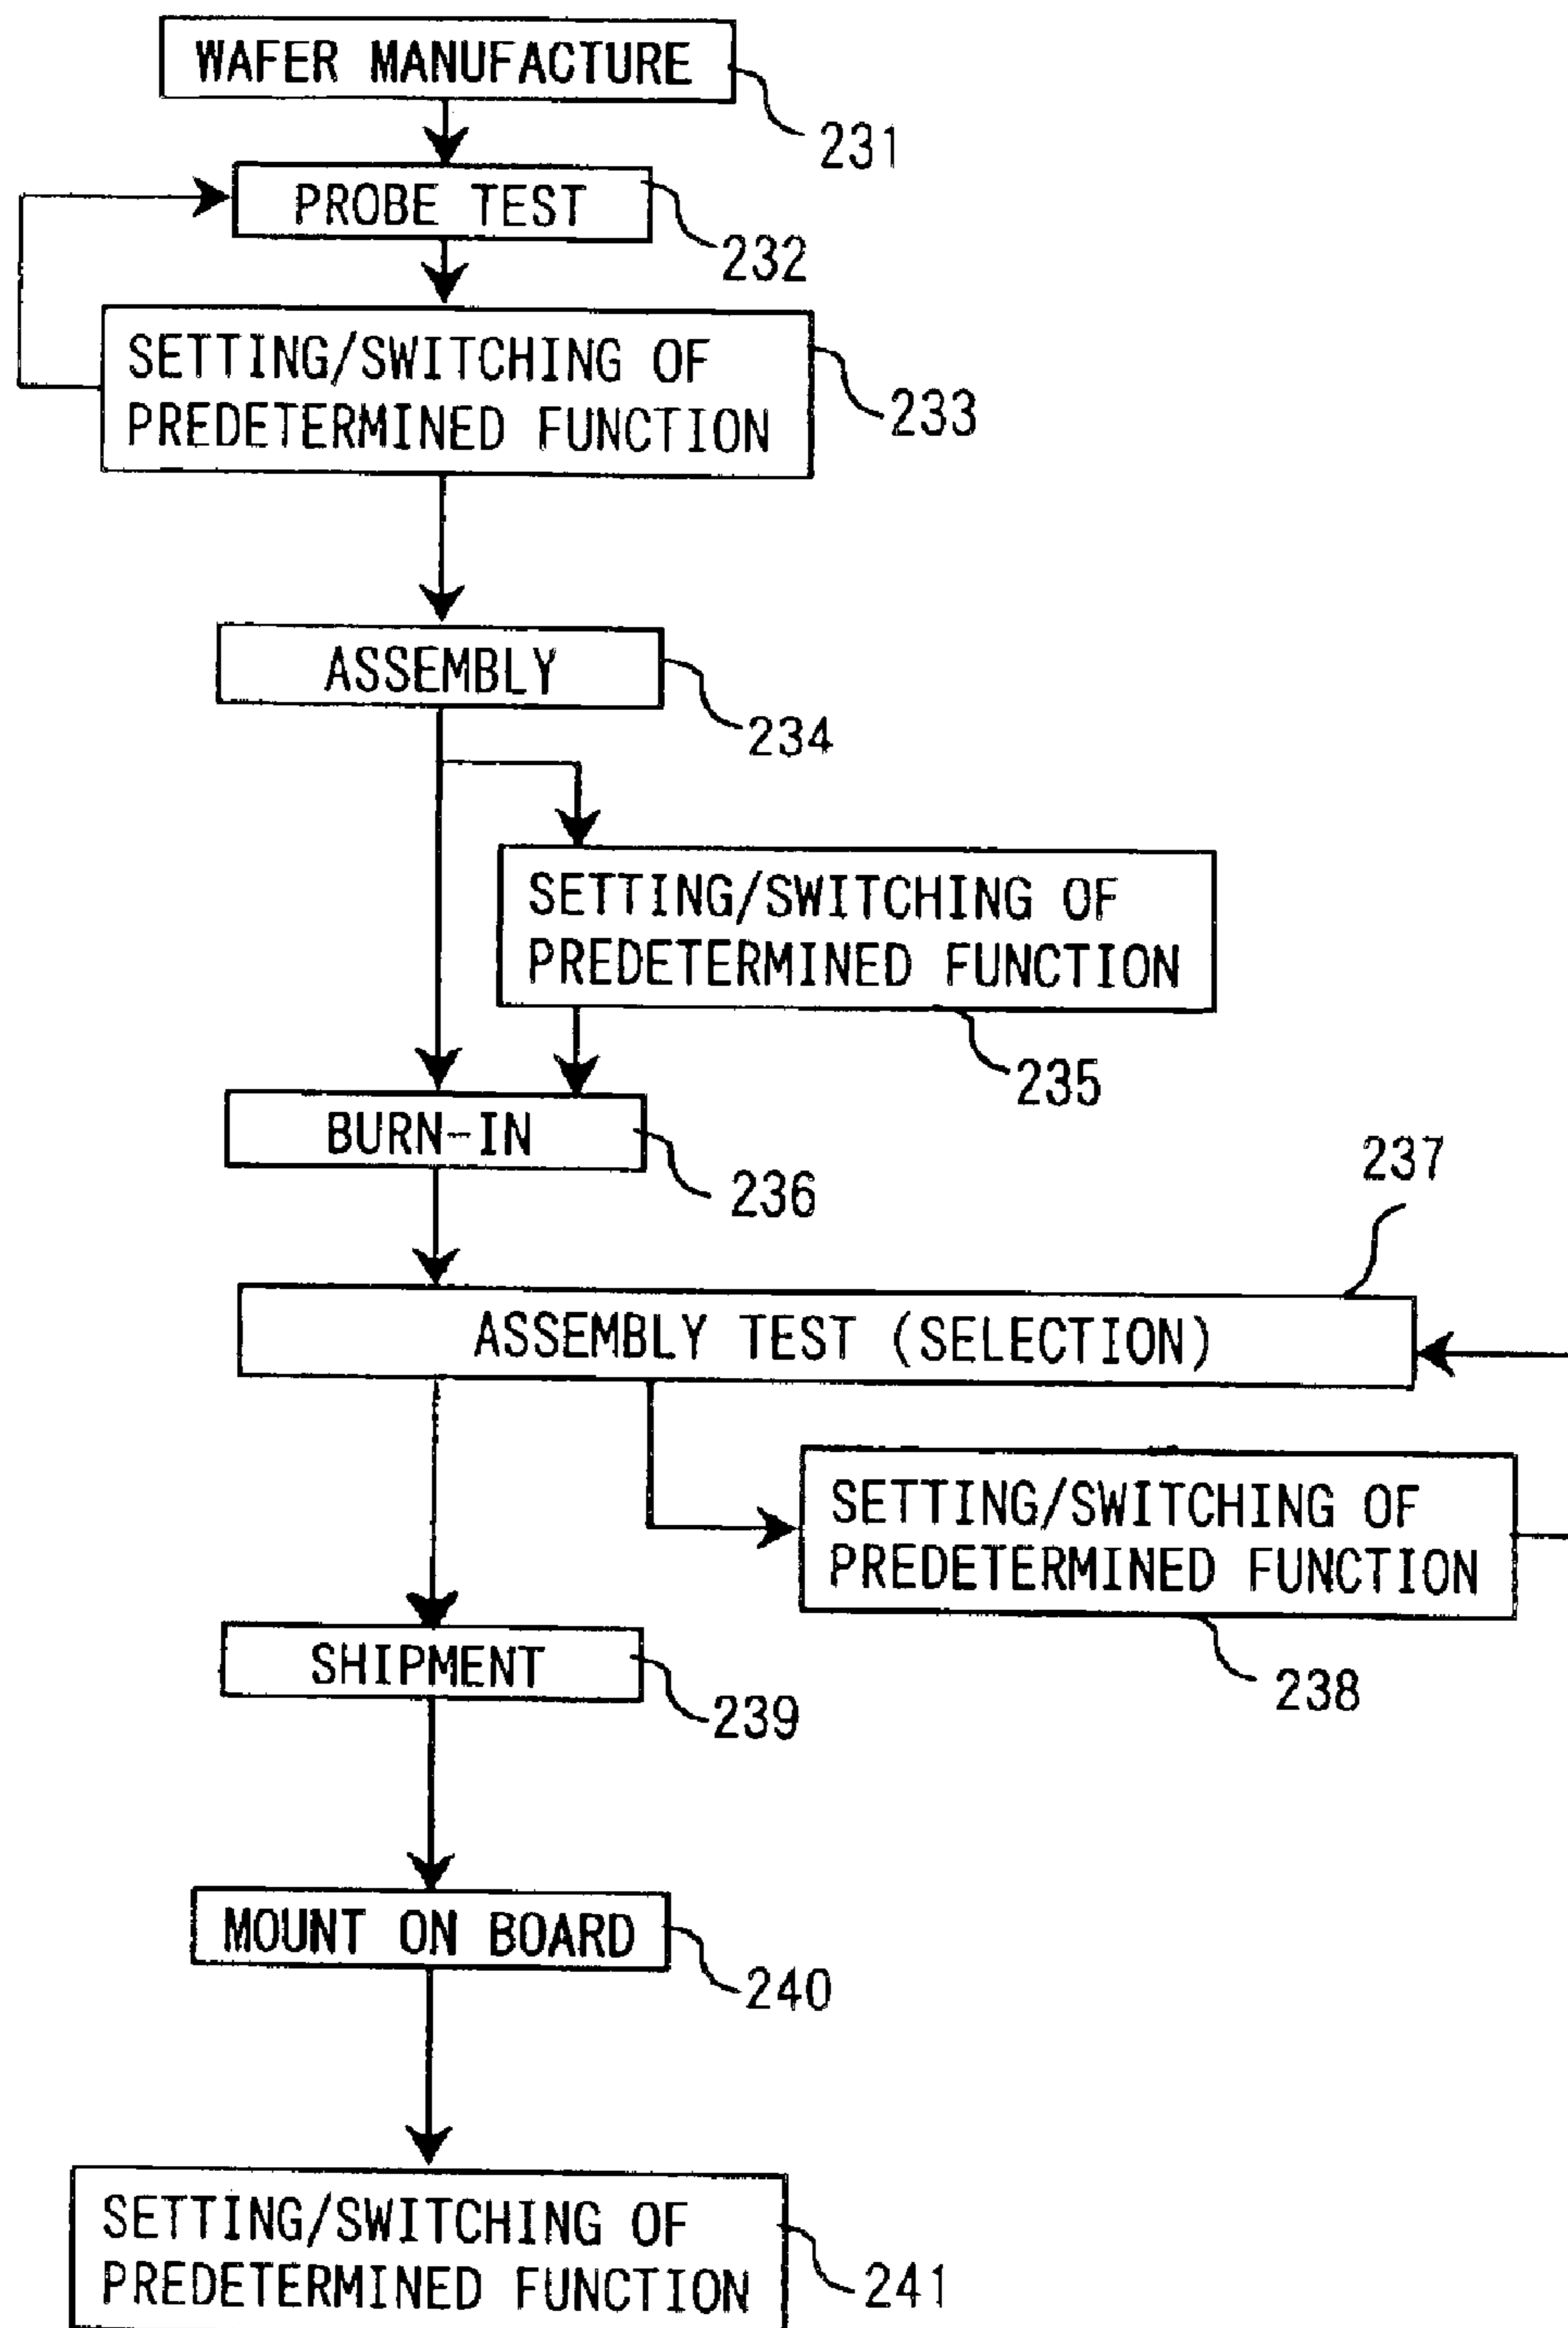 WAFER MANUFACTURE
231
PROBE TEST
232
SETTING/SWITCHING OF
PREDETERMINED FUNCTION
233
ASSEMBLY
234
SETTING/SWITCHING OF
PREDETERMINED FUNCTION
235
BURN-IN
236
237
ASSEMBLY TEST (SELECTION)
SETTING/SWITCHING OF
PREDETERMINED FUNCTION
238
SHIPMENT
239
MOUNT ON BOARD
240
SETTING/SWITCHING OF
PREDETERMINED FUNCTION
241